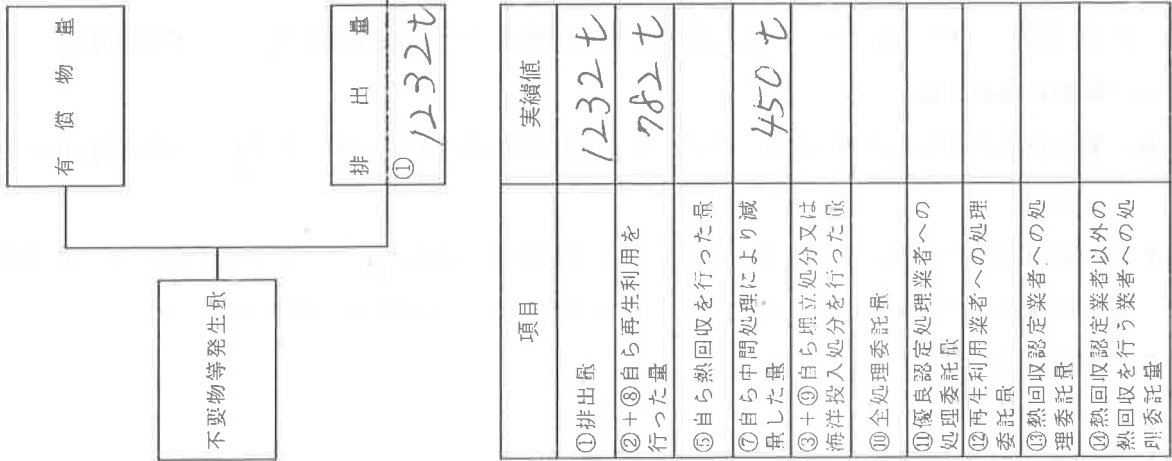 有償物量
不要物等発生量
排出量
①
1232t
項目
実績値
①排出量
1232 t
②+⑧自ら再生利用を
行った量
782 t
⑤自ら熱回収を行った量
⑦自ら中間処理により減
量した量
450 t
③+⑨自ら埋立処分又は
海洋投入処分を行った量
⑩全処理委託量
⑪優良認定処理業者への
処理委託量
⑫再生利用業者への処理
委託量
⑬熱回収認定業者への処
理委託量
⑭熱回収認定業者以外の
熱回収を行う業者への処
理委託量